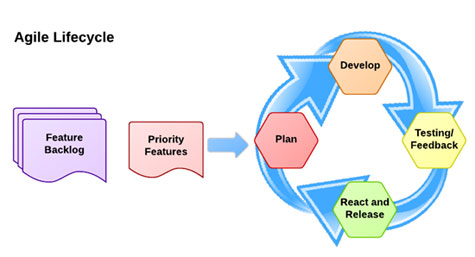 Agile Lifecycle
Feature
Backlog
Priority
Features
Plan
Develop
Testing/
Feedback
React and
Release